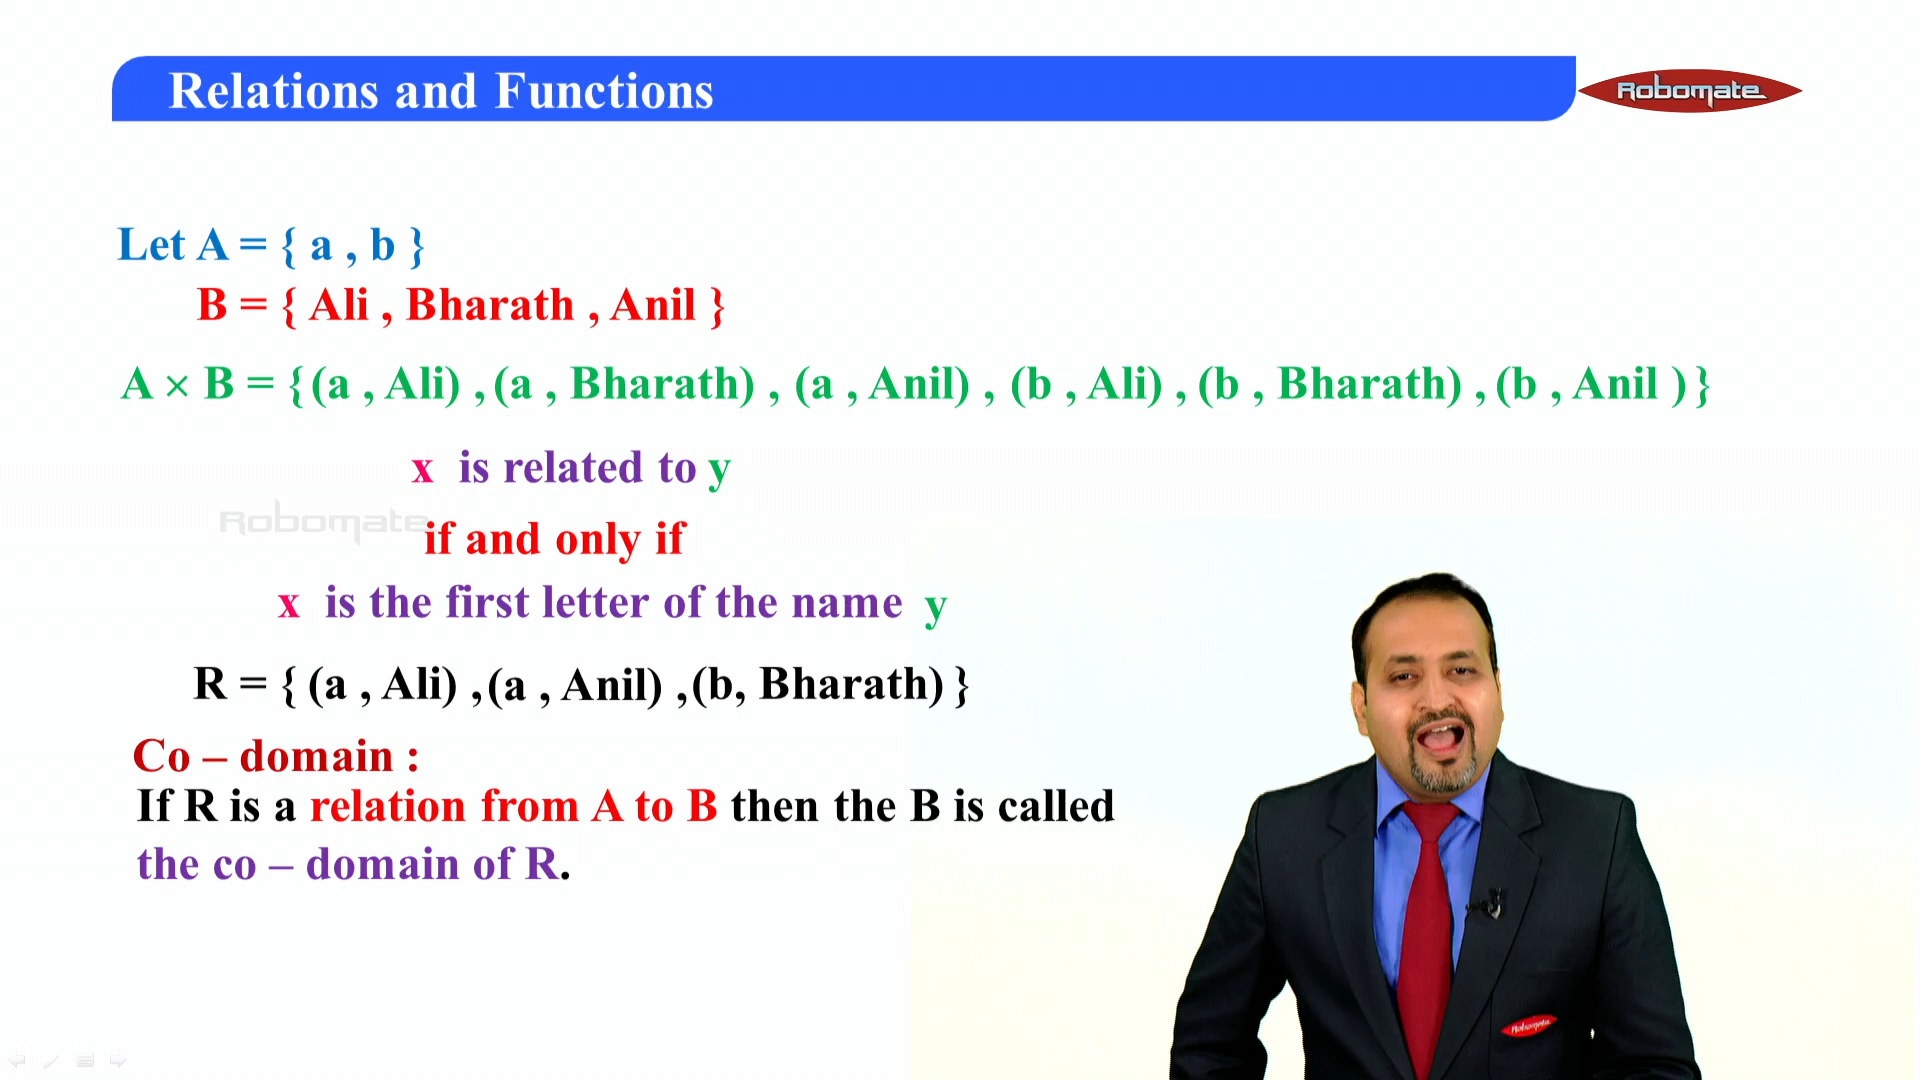 Relations and Functions
Robomate
Let A = { a , b }
B = { Ali , Bharath , Anil }
A × B = { (a , Ali) , (a , Bharath) , (a , Anil) , (b , Ali) , (b , Bharath) , (b , Anil ) }
x is related to y
Robomate
if and only if
x is the first letter of the name y
R = { (a , Ali) , (a , Anil) , (b, Bharath) }
Co – domain :
If R is a relation from A to B then the B is called
the co – domain of R.
Robomate